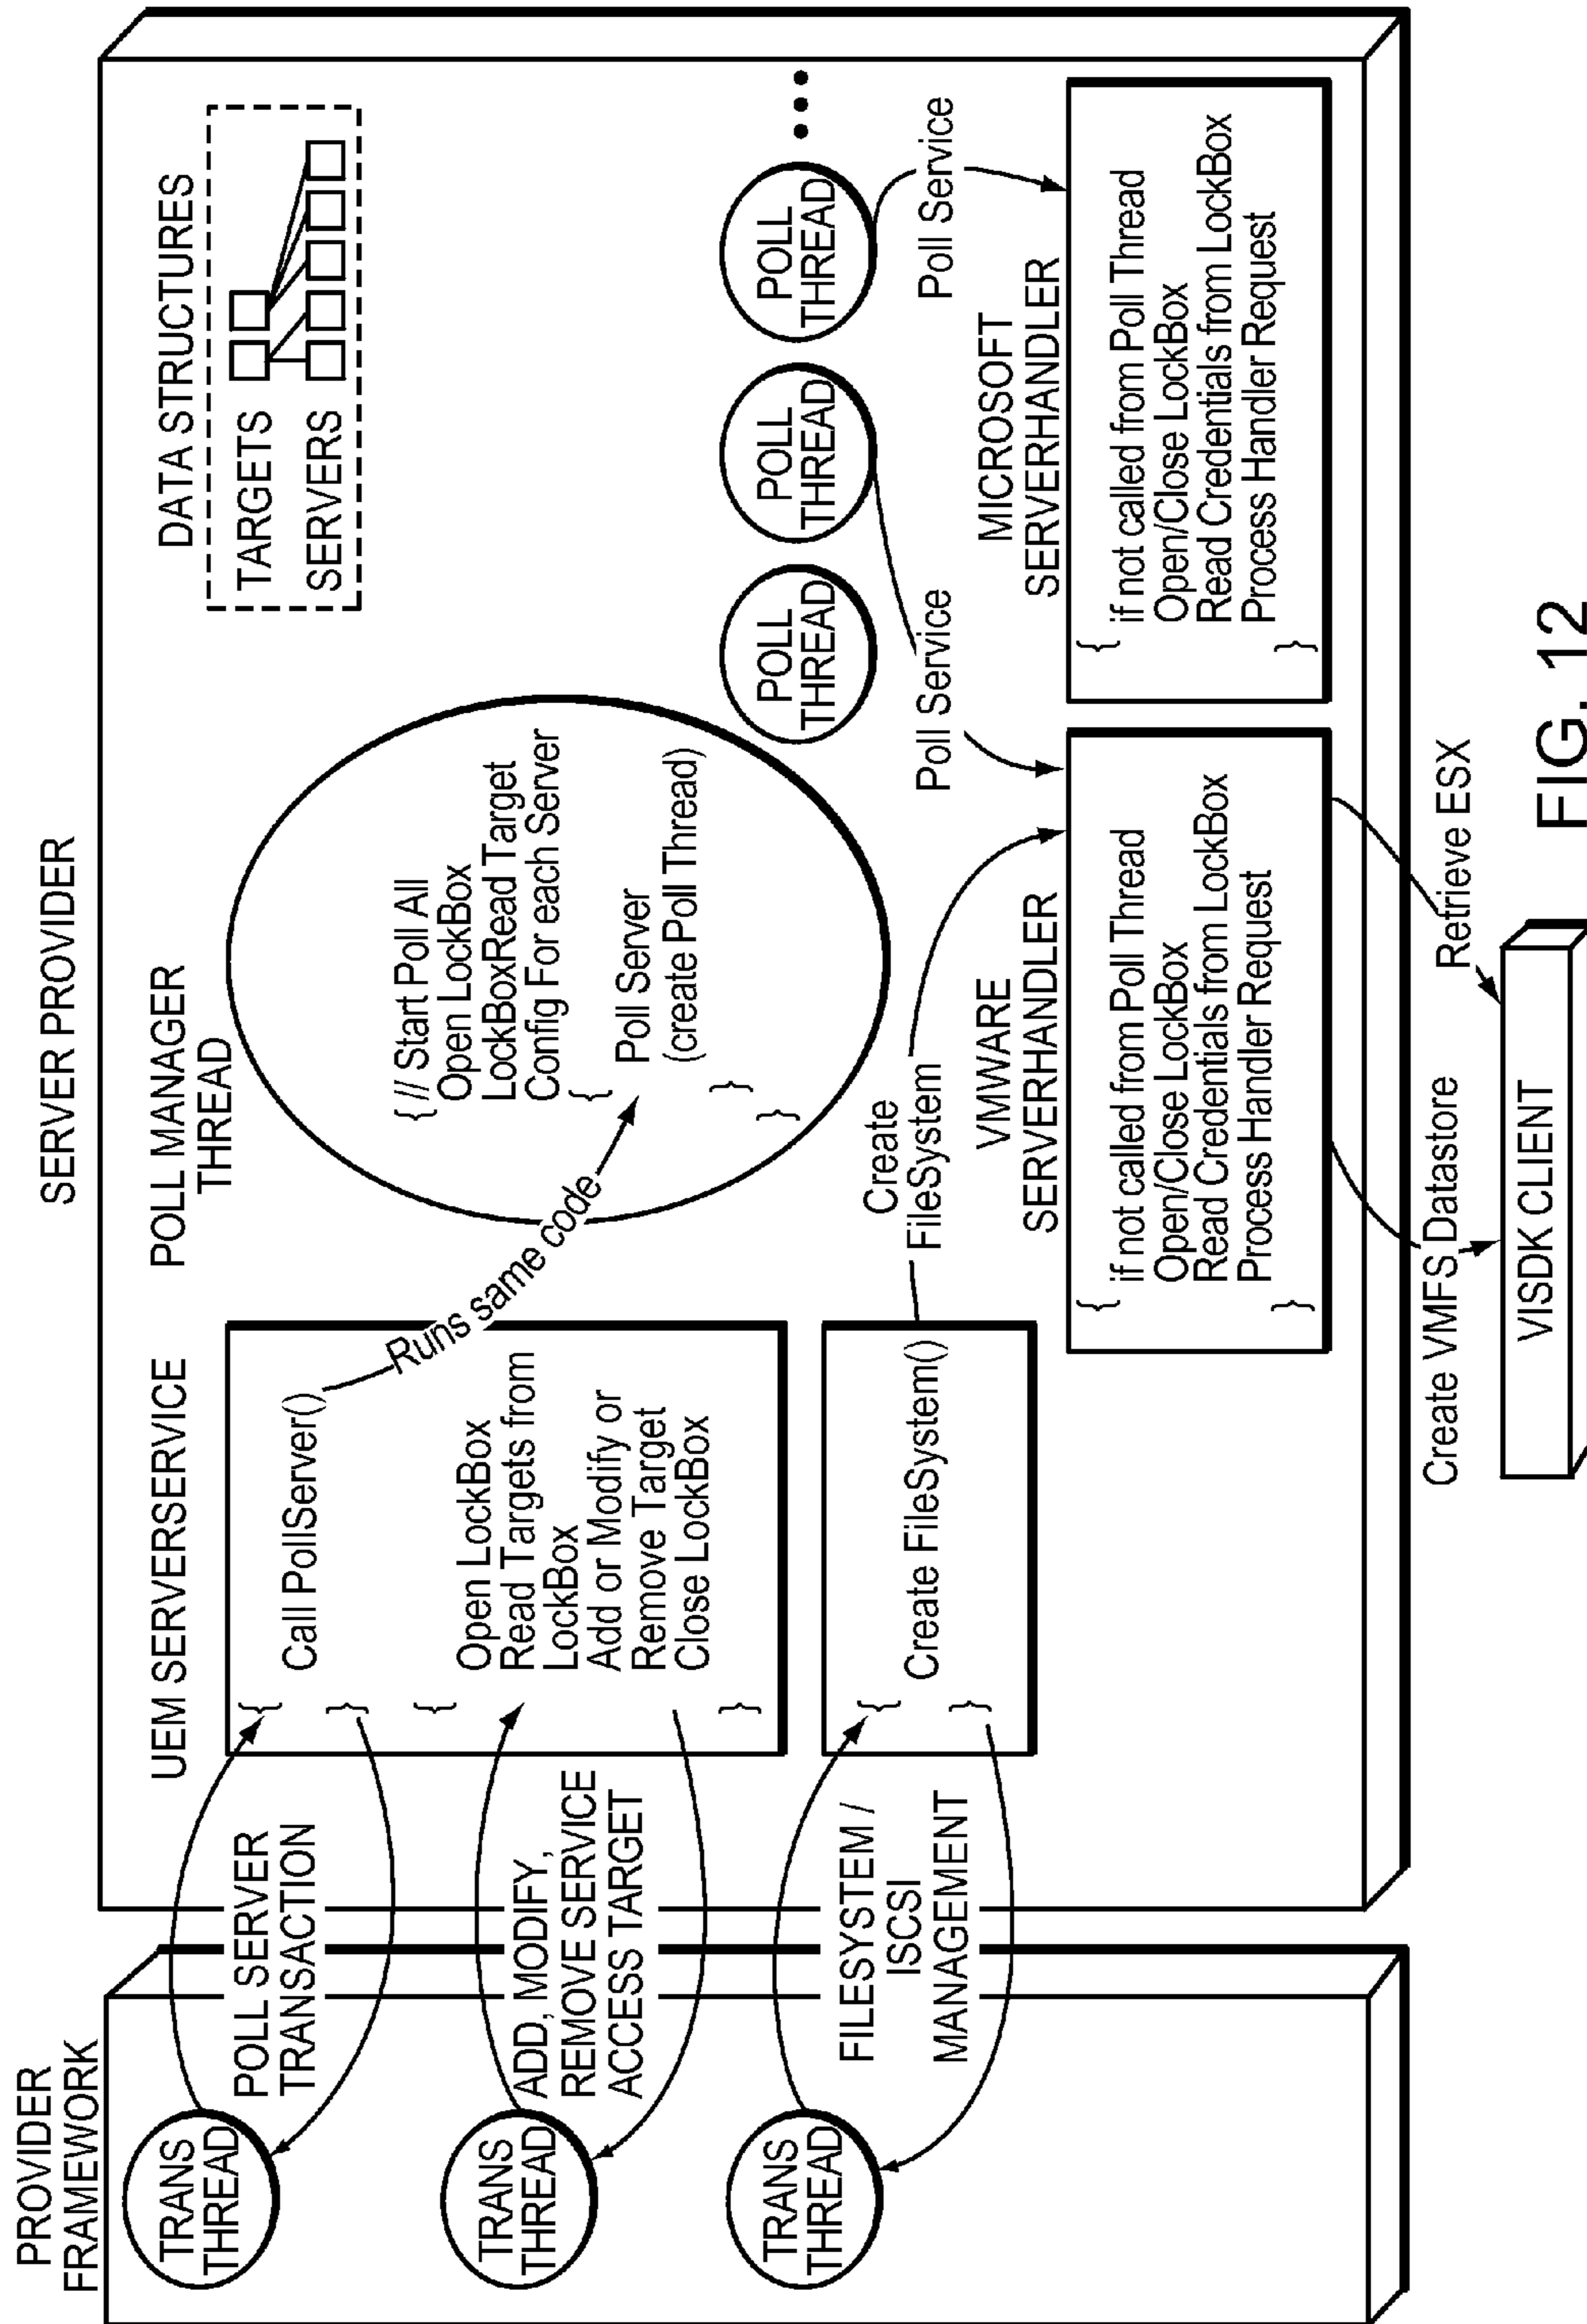 SERVER PROVIDER
PROVIDER
FRAMEWORK
TRANS
THREAD
POLL SERVER
TRANSACTION
TRANS
THREAD
ADD, MODIFY,
REMOVE SERVICE
ACCESS TARGET
TRANS
THREAD
FILESYSTEM /
ISCSI
MANAGEMENT
UEM SERVERSERVICE
{ Call PollServer()
}
{ Open LockBox
Read Targets from
LockBox
Add or Modify or
Remove Target
Close LockBox
}
{ Create FileSystem()
}
Runs same code
POLL MANAGER
THREAD
{ // Start Poll All
Open LockBox
LockBoxRead Target
Config For each Server
{
Poll Server
(create Poll Thread)
}
}
DATA STRUCTURES
TARGETS
SERVERS
POLL
THREAD
POLL
THREAD
POLL
THREAD
Create
FileSystem
Poll Service
Poll Service
VMWARE
SERVERHANDLER
{ if not called from Poll Thread
Open/Close LockBox
Read Credentials from LockBox
Process Handler Request
}
MICROSOFT
SERVERHANDLER
{ if not called from Poll Thread
Open/Close LockBox
Read Credentials from LockBox
Process Handler Request
}
Create VMFS Datastore
Retrieve ESX
VISDK CLIENT
FIG. 12